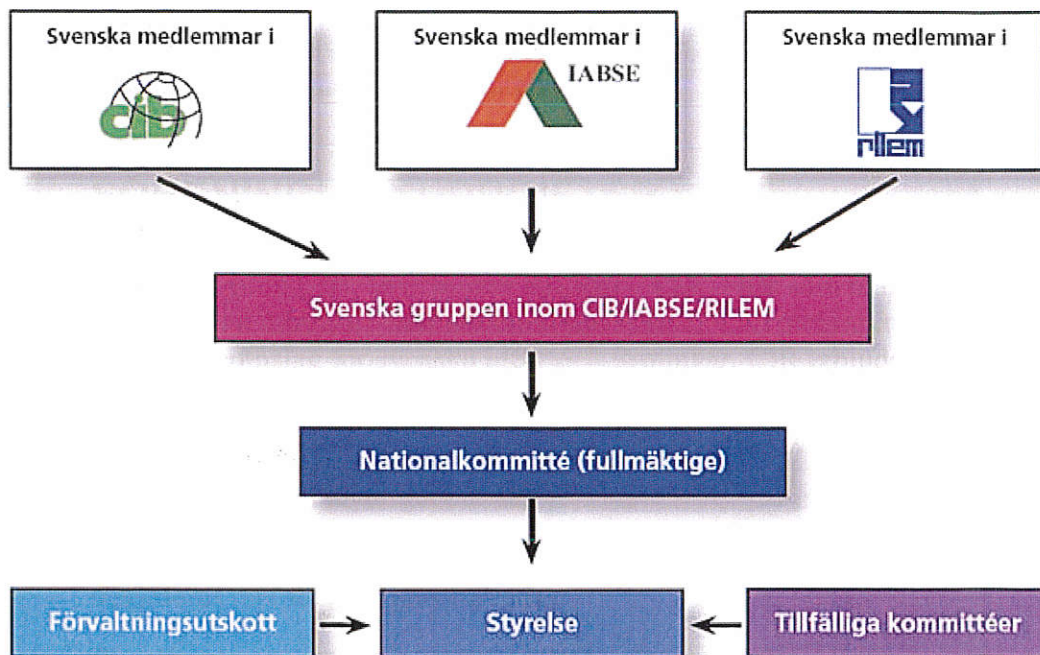 Svenska medlemmar i
cib
Svenska medlemmar i
IABSE
Svenska medlemmar i
rilem
Svenska gruppen inom CIB/IABSE/RILEM
Nationalkommitté (fullmäktige)
Förvaltningsutskott
Styrelse
Tillfälliga kommittéer